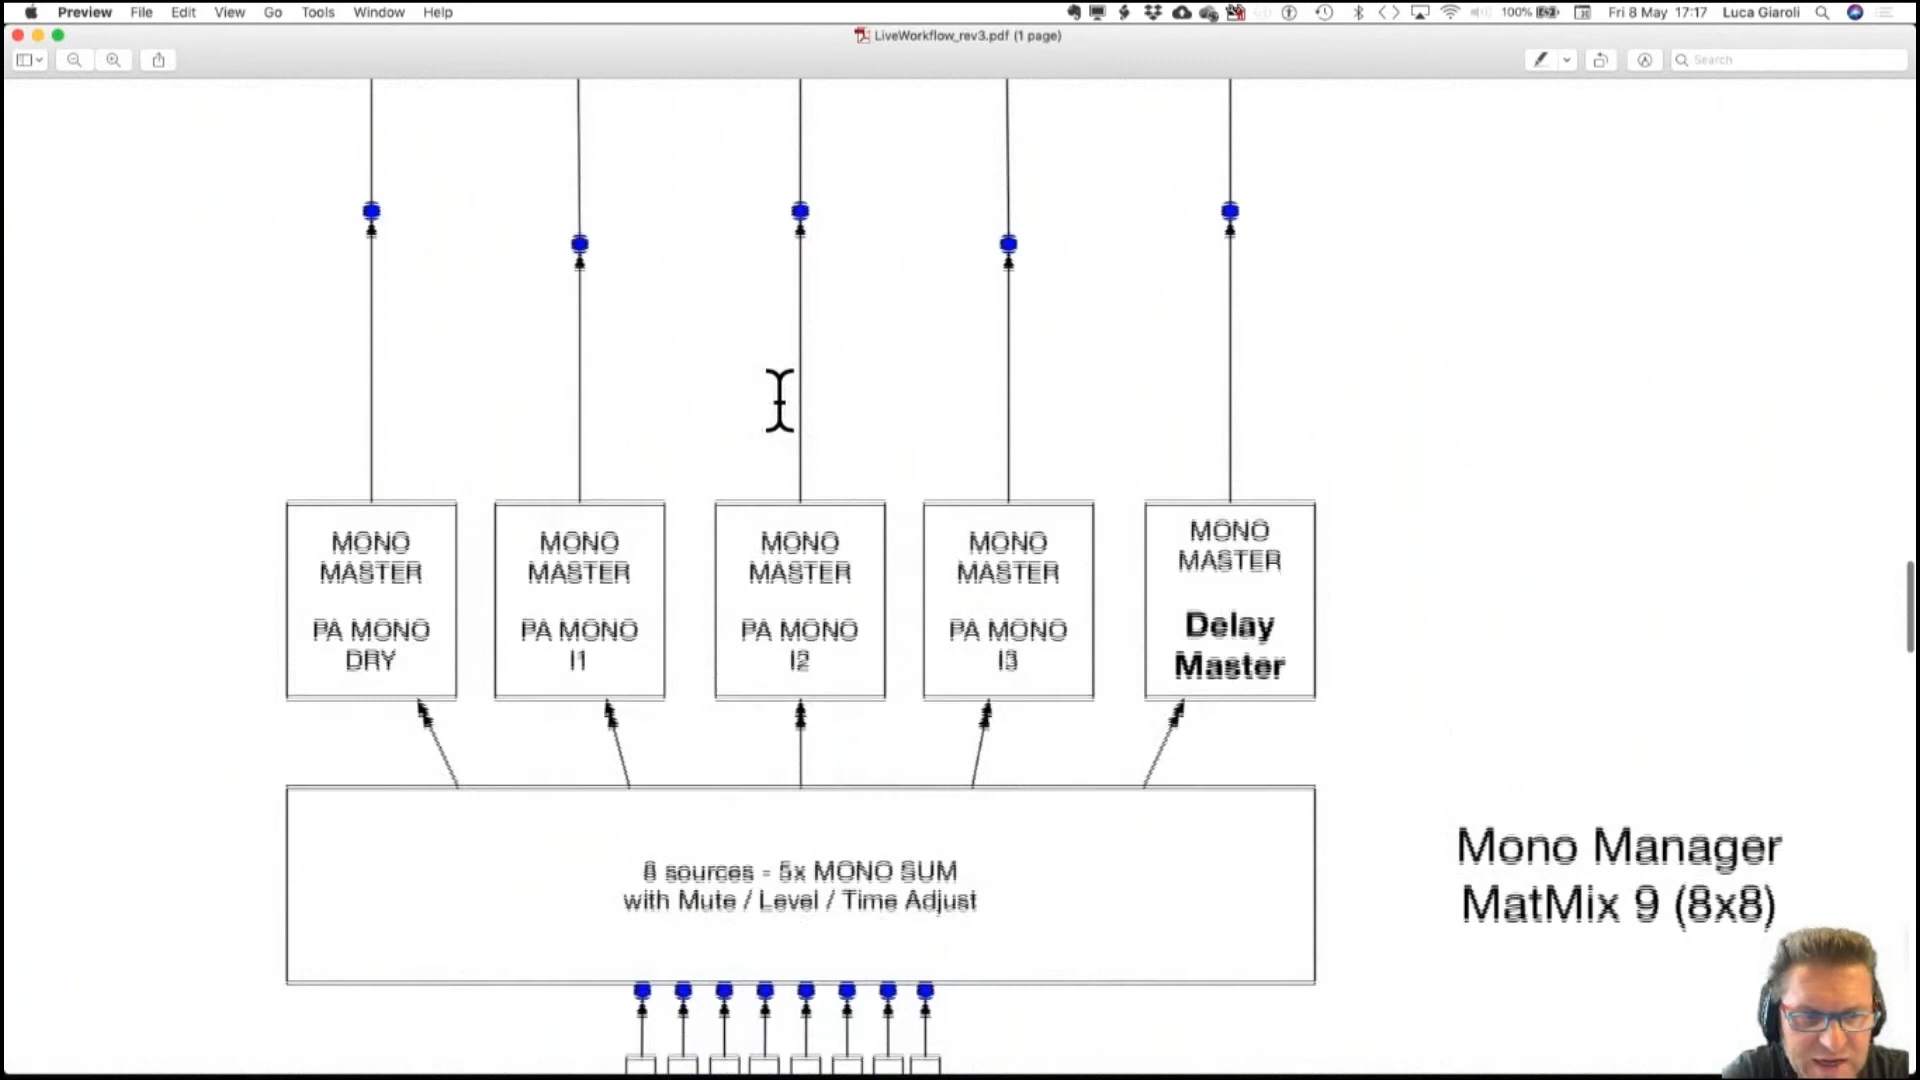 Preview File Edit View Go Tools Window Help
100% Fri 8 May 17:17 Luca Giaroli
LiveWorkflow_rev3.pdf (1 page)
Search
MONO
MASTER
PA MONO
DRY
MONO
MASTER
PA MONO
I1
MONO
MASTER
PA MONO
I2
MONO
MASTER
PA MONO
I3
MONO
MASTER
Delay
Master
8 sources = 5x MONO SUM
with Mute / Level / Time Adjust
Mono Manager
MatMix 9 (8x8)